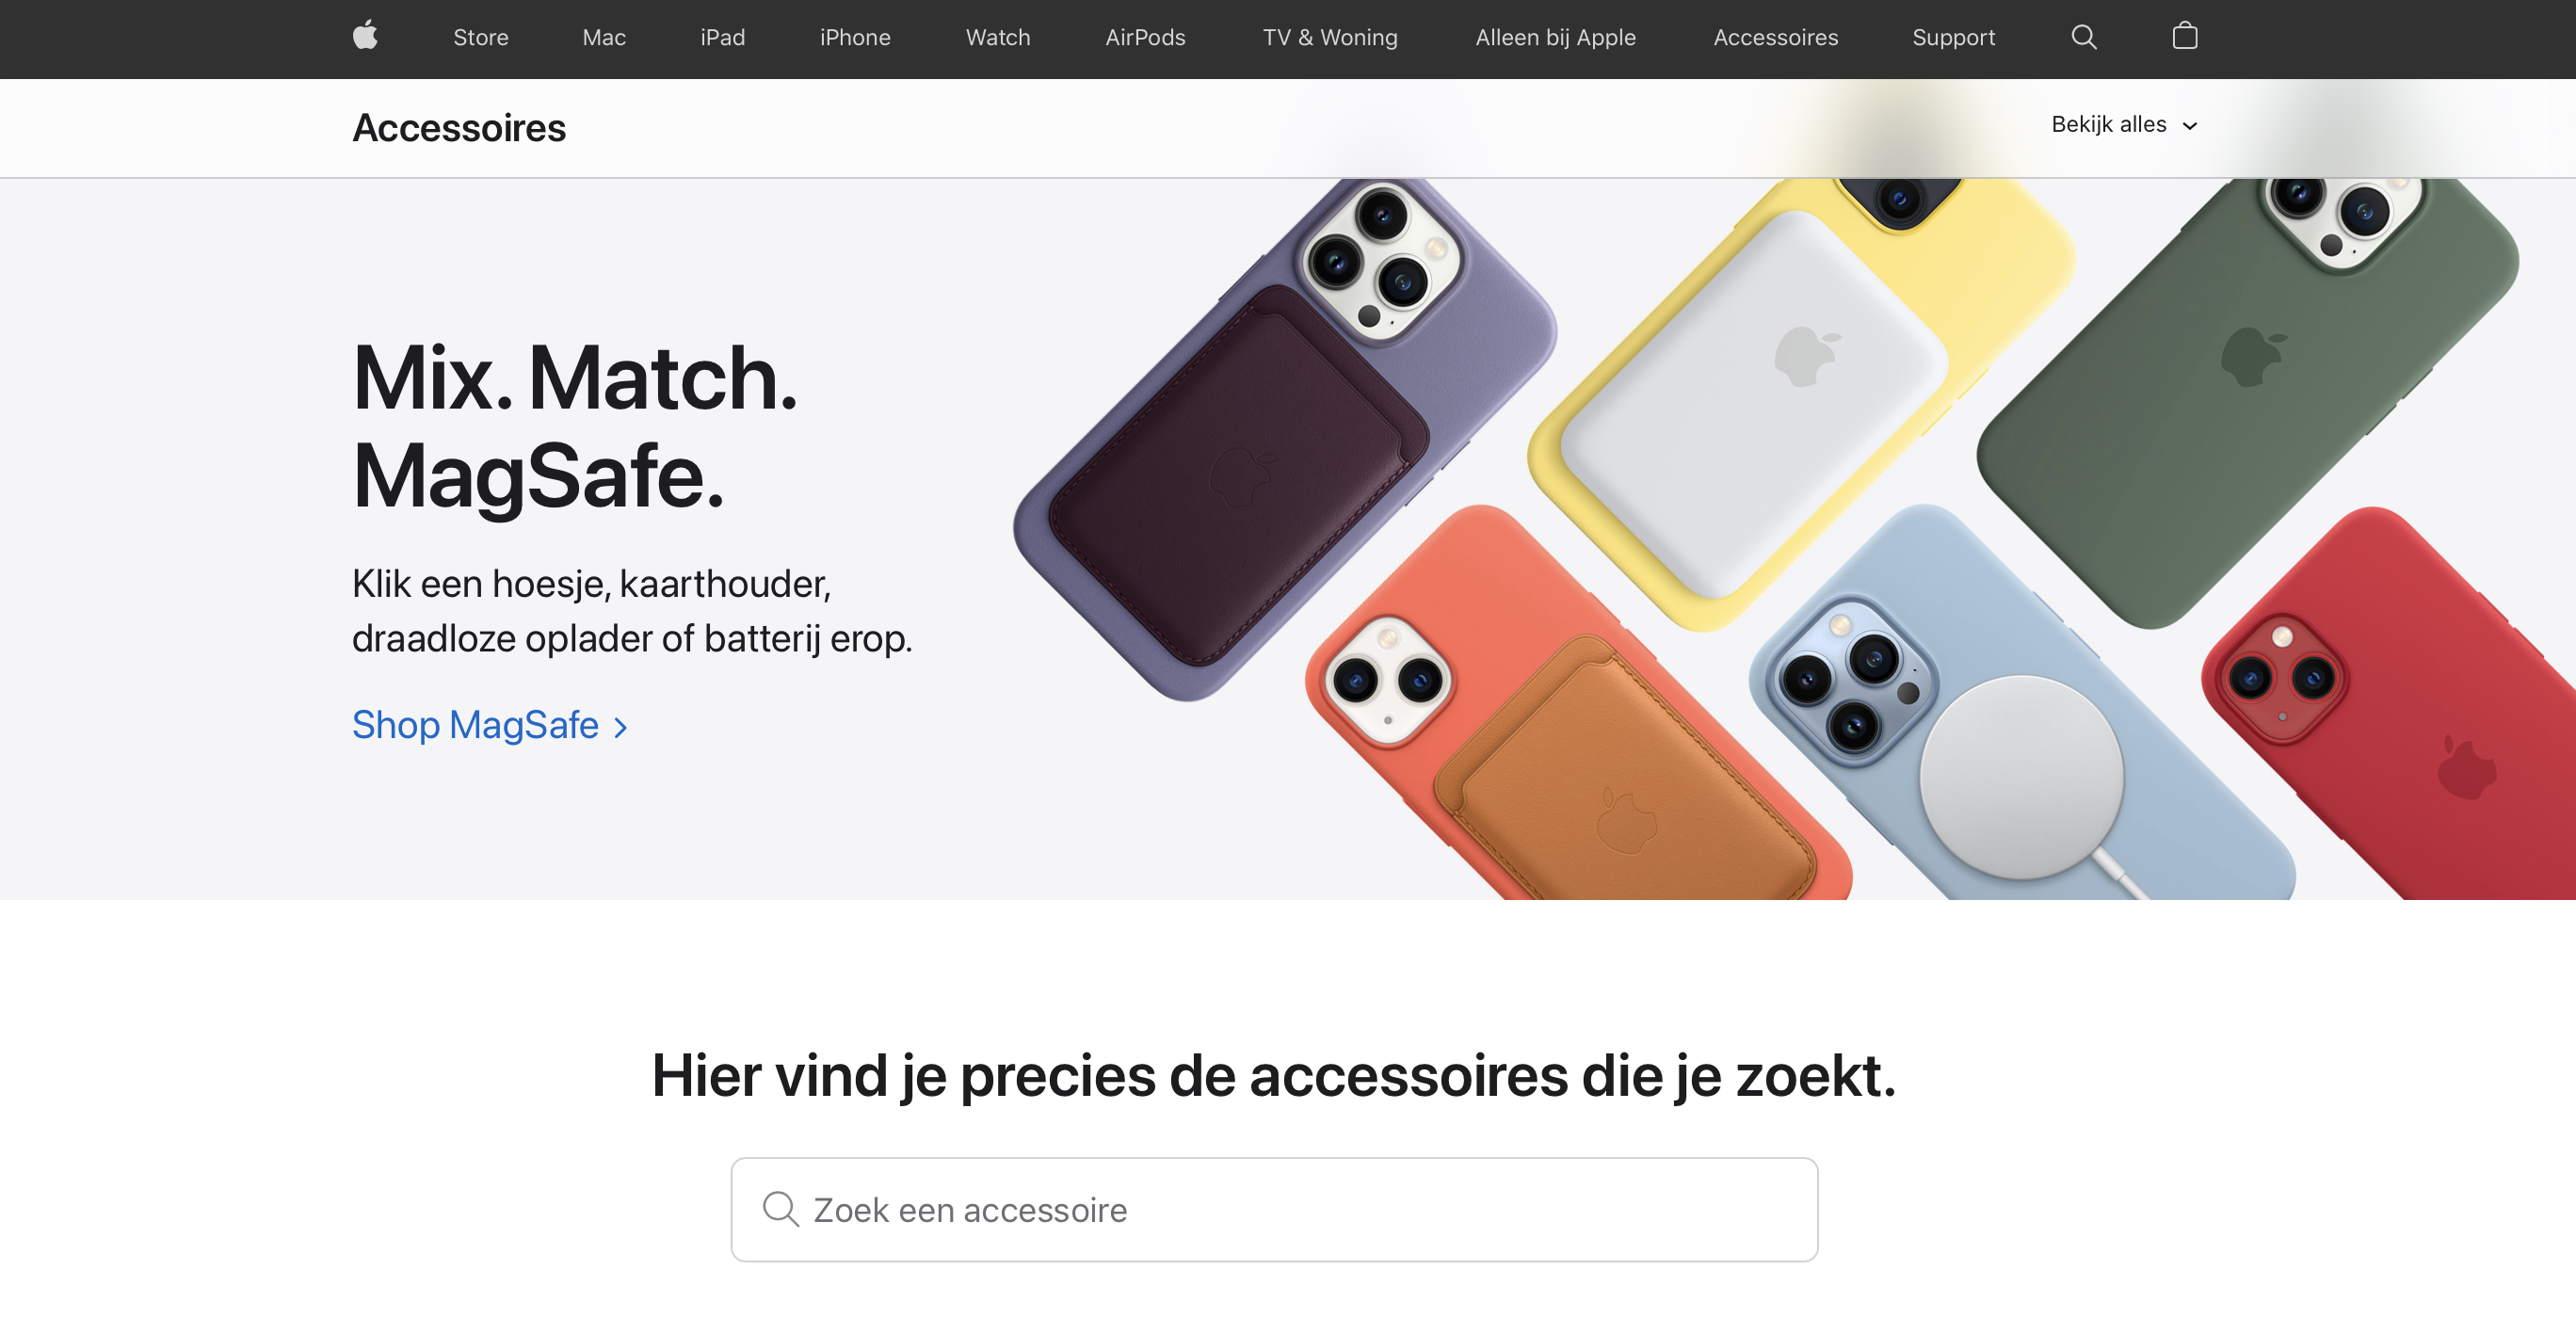 Store
Mac
iPad
iPhone
Watch
AirPods
TV & Woning
Alleen bij Apple
Accessoires
Support
Accessoires
Bekijk alles
Mix. Match.
MagSafe.
Klik een hoesje, kaarthouder,
draadloze oplader of batterij erop.
Shop MagSafe
Hier vind je precies de accessoires die je zoekt.
Zoek een accessoire